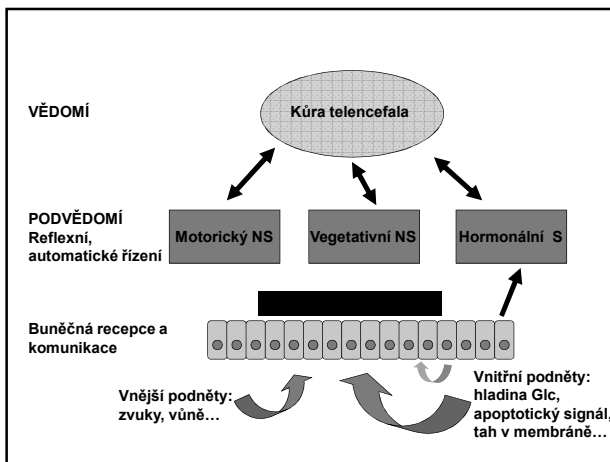 VĚDOMÍ
Kůra telencefala
PODVĚDOMÍ
Reflexní,
automatické řízení
Motorický NS
Vegetativní NS
Hormonální S
Buněčná recepce a
komunikace
Vnější podněty:
zvuky, vůně…
Vnitřní podněty:
hladina Glc,
apoptotický signál,
tah v membráně…